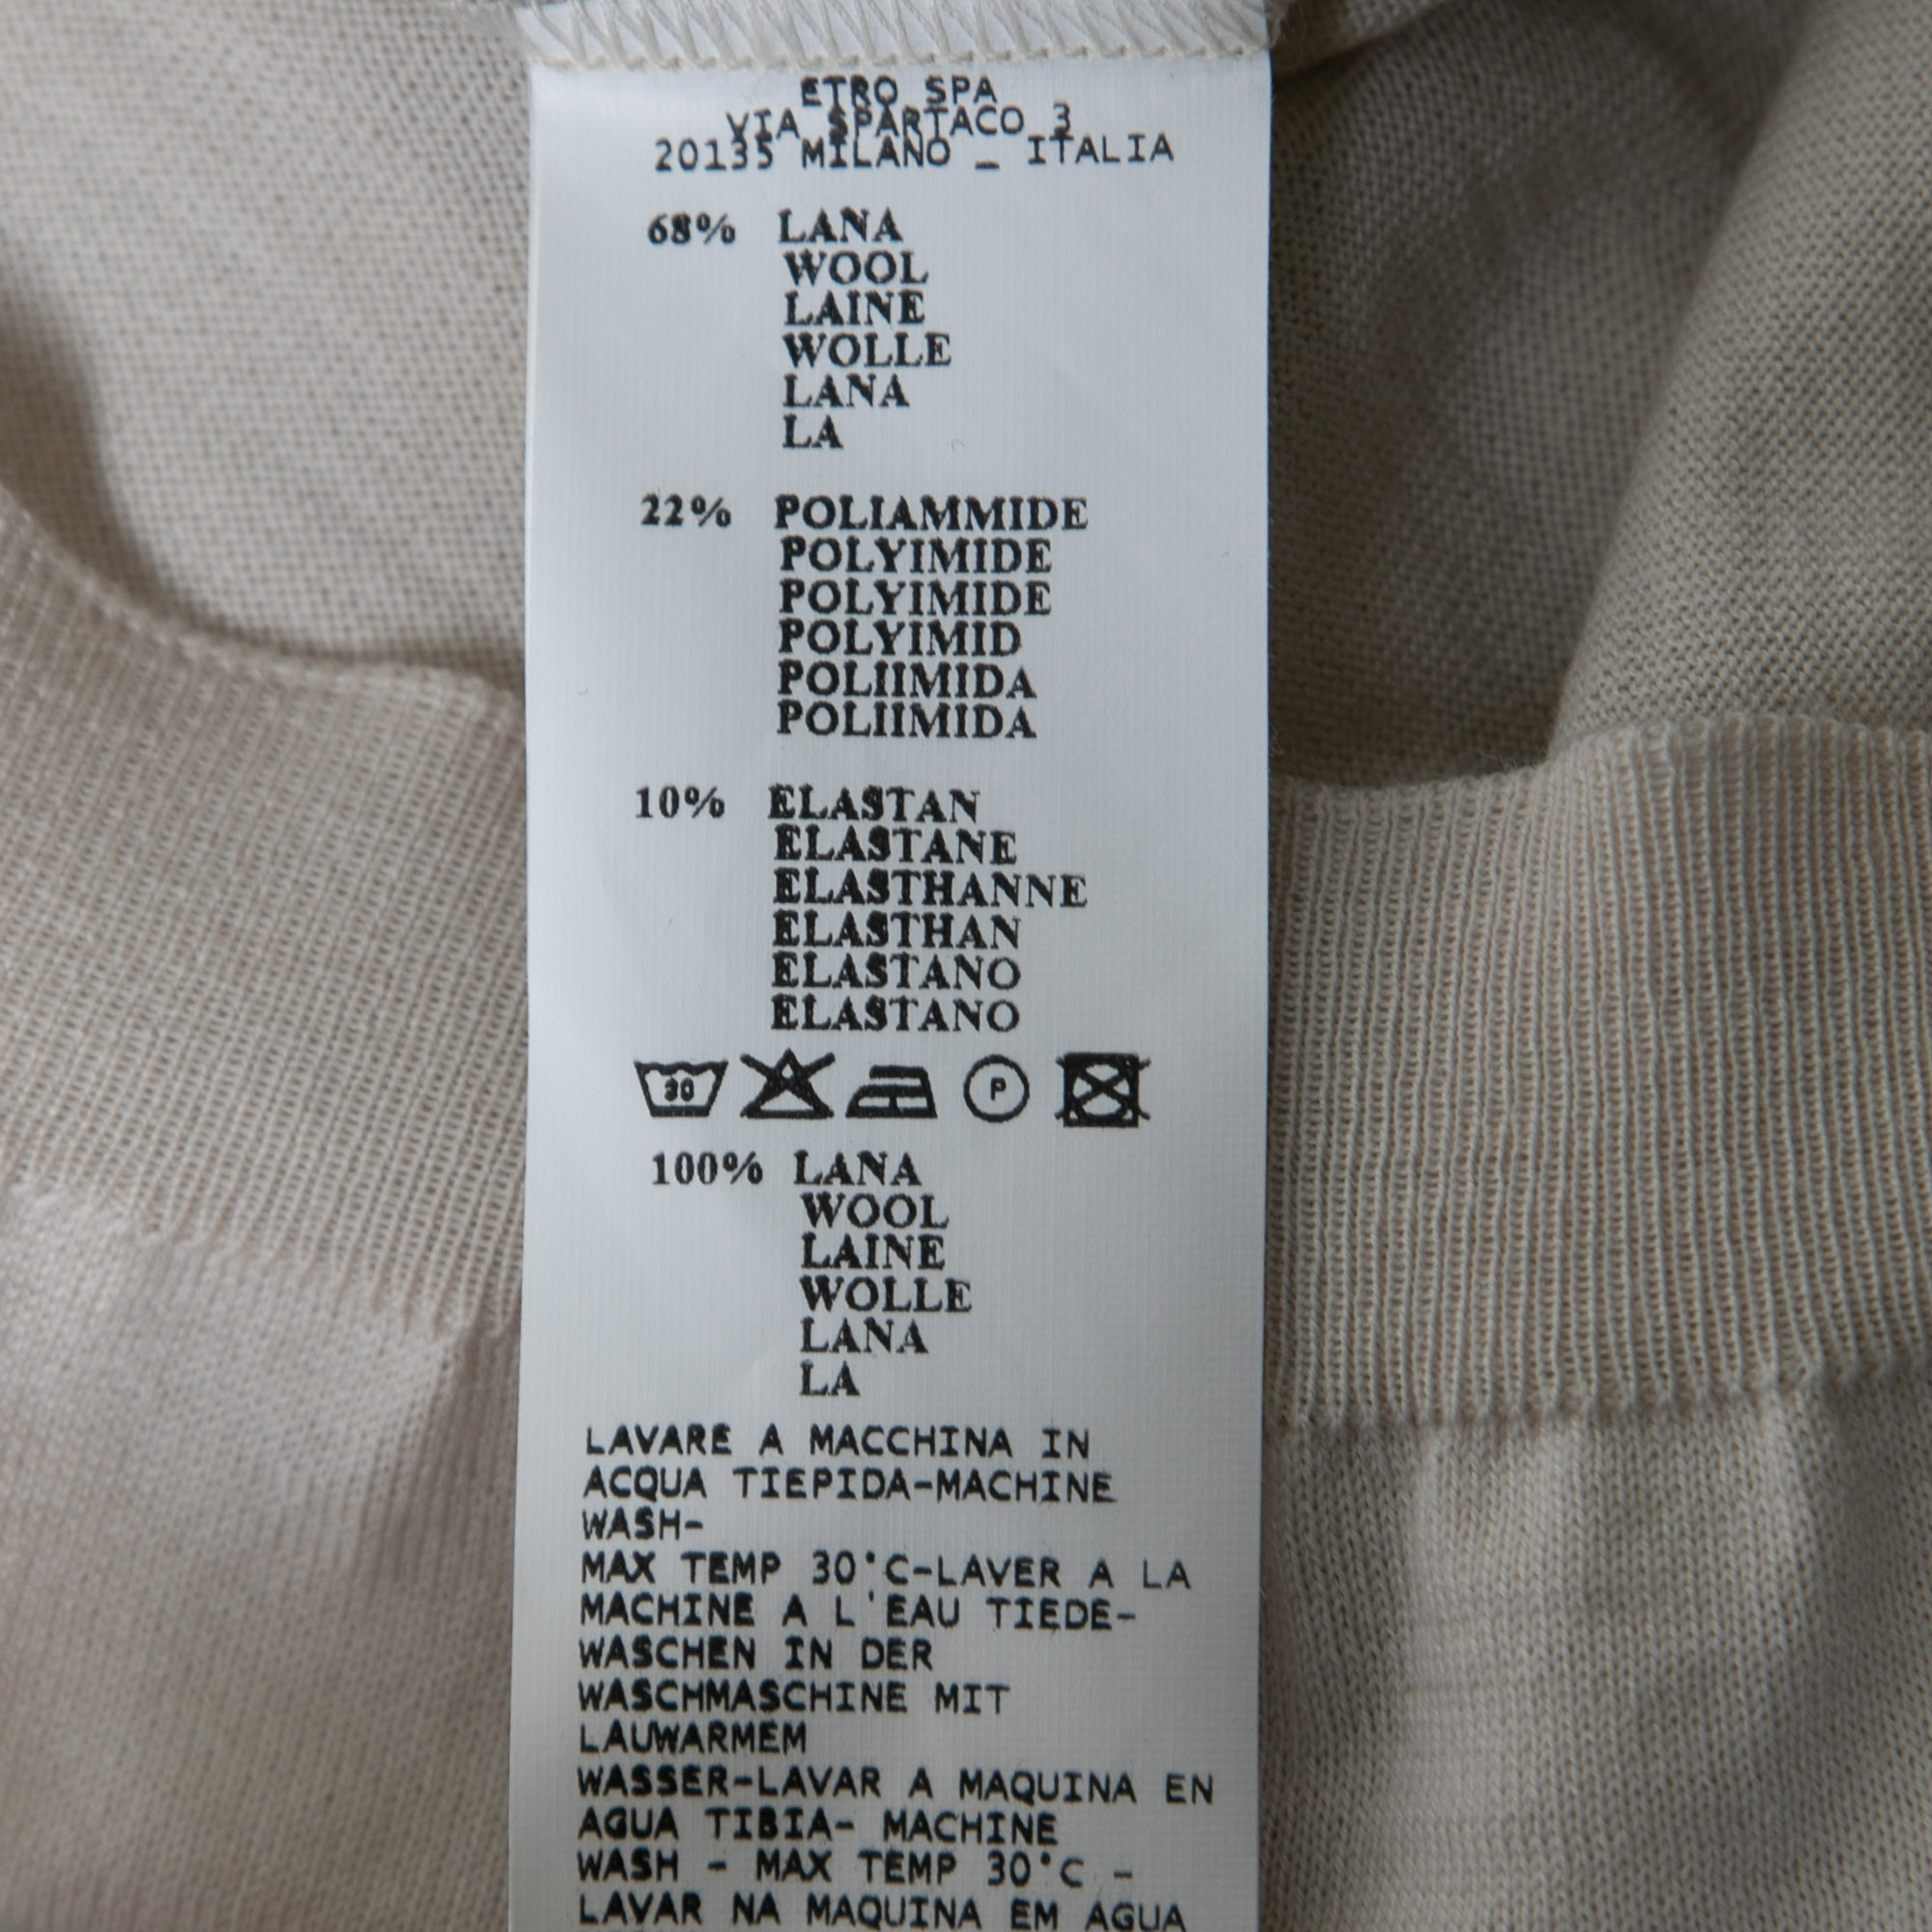 ETRO SPA
VIA SPARTACO 3
20135 MILANO _ ITALIA
68% LANA
WOOL
LAINE
WOLLE
LANA
LA
22% POLIAMMIDE
POLYIMIDE
POLYIMIDE
POLYIMID
POLIIMIDA
POLIIMIDA
10% ELASTAN
ELASTANE
ELASTHANNE
ELASTHAN
ELASTANO
ELASTANO
30 P
100% LANA
WOOL
LAINE
WOLLE
LANA
LA
LAVARE A MACCHINA IN
ACQUA TIEPIDA-MACHINE
WASH-
MAX TEMP 30°C-LAVER A LA
MACHINE A L'EAU TIEDE-
WASCHEN IN DER
WASCHMASCHINE MIT
LAUWARMEM
WASSER-LAVAR A MAQUINA EN
AGUA TIBIA- MACHINE
WASH - MAX TEMP 30°C -
LAVAR NA MAQUINA EM AGUA